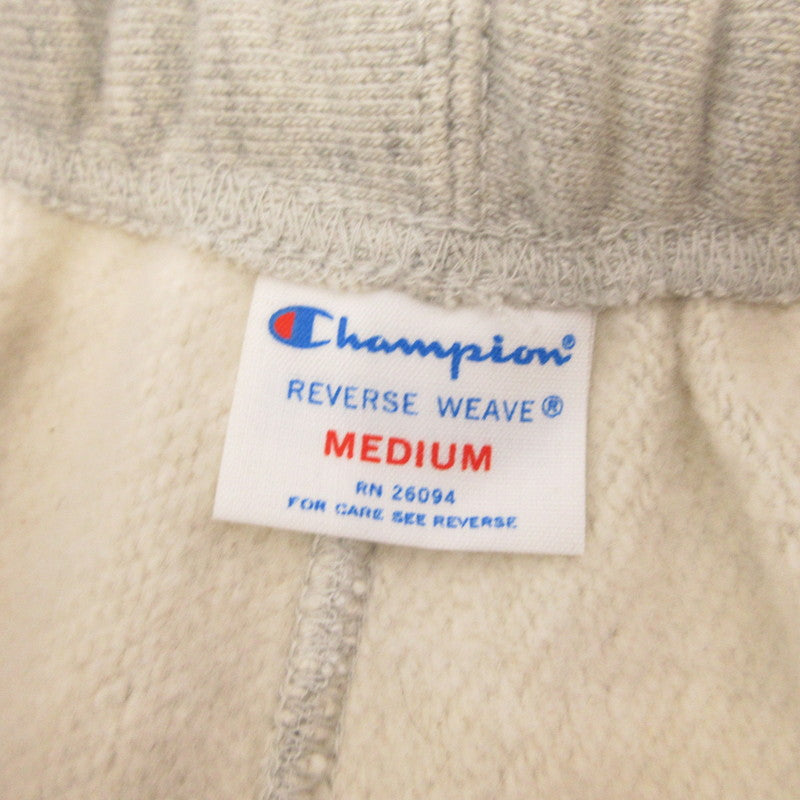 Champion®
REVERSE WEAVE®
MEDIUM
RN 26094
FOR CARE SEE REVERSE